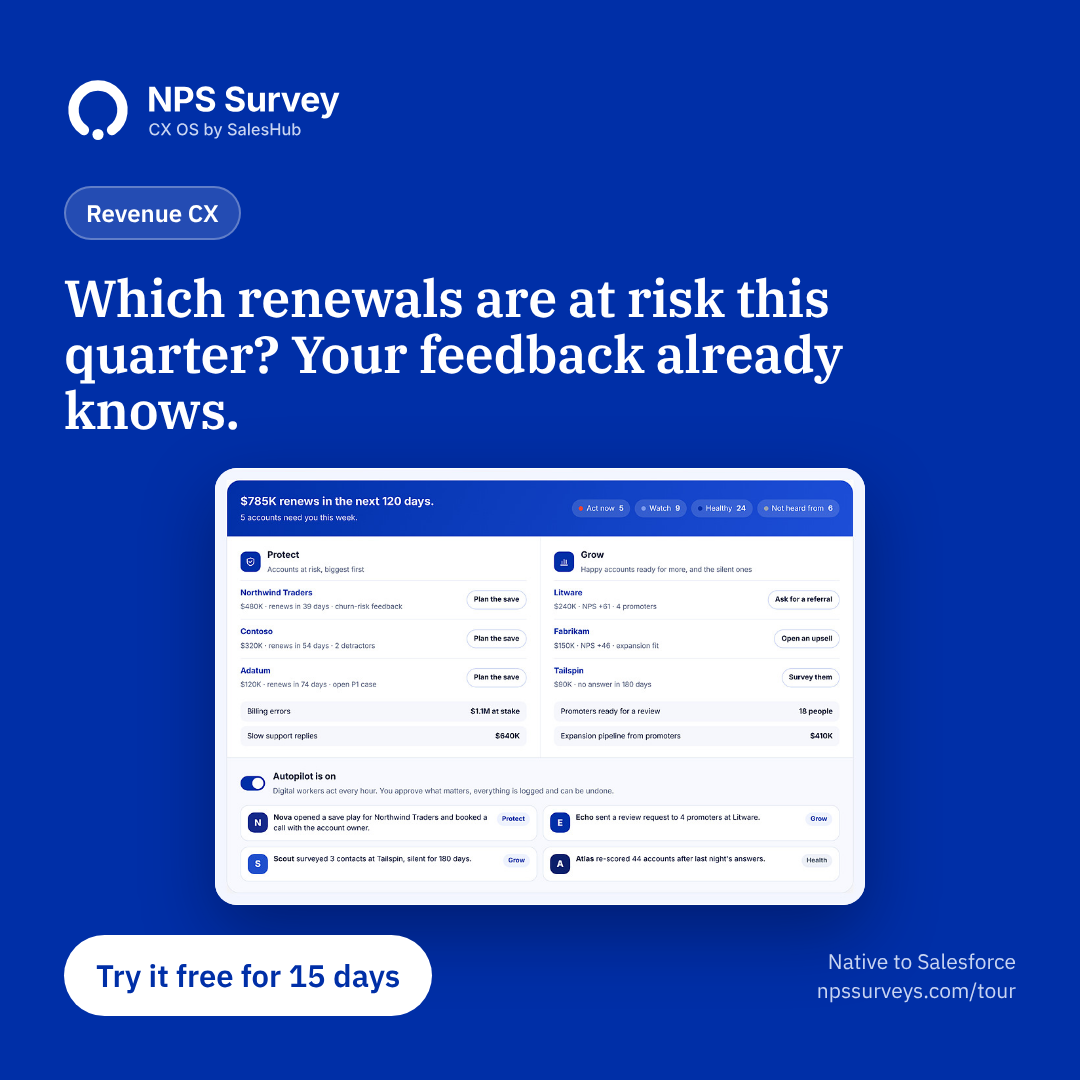 NPS Survey
CX OS by SalesHub
Revenue CX
Which renewals are at risk this
quarter? Your feedback already
knows.
$785K renews in the next 120 days.
5 accounts need you this week.
Act now 5
Watch 9
Healthy 24
Not heard from 6
Protect
Accounts at risk, biggest first
Northwind Traders
$480K · renews in 39 days · churn-risk feedback
Plan the save
Contoso
$320K · renews in 54 days · 2 detractors
Plan the save
Adatum
$120K · renews in 74 days · open P1 case
Plan the save
Billing errors $1.1M at stake
Slow support replies $640K
Grow
Happy accounts ready for more, and the silent ones
Litware
$240K · NPS +61 · 4 promoters
Ask for a referral
Fabrikam
$150K · NPS +46 · expansion fit
Open an upsell
Tailspin
$90K · no answer in 180 days
Survey them
Promoters ready for a review 18 people
Expansion pipeline from promoters $410K
Autopilot is on
Digital workers act every hour. You approve what matters, everything is logged and can be undone.
N
Nova opened a save play for Northwind Traders and booked a
call with the account owner.
Protect
E
Echo sent a review request to 4 promoters at Litware.
Grow
S
Scout surveyed 3 contacts at Tailspin, silent for 180 days.
Grow
A
Atlas re-scored 44 accounts after last night's answers.
Health
Try it free for 15 days
Native to Salesforce
npssurveys.com/tour